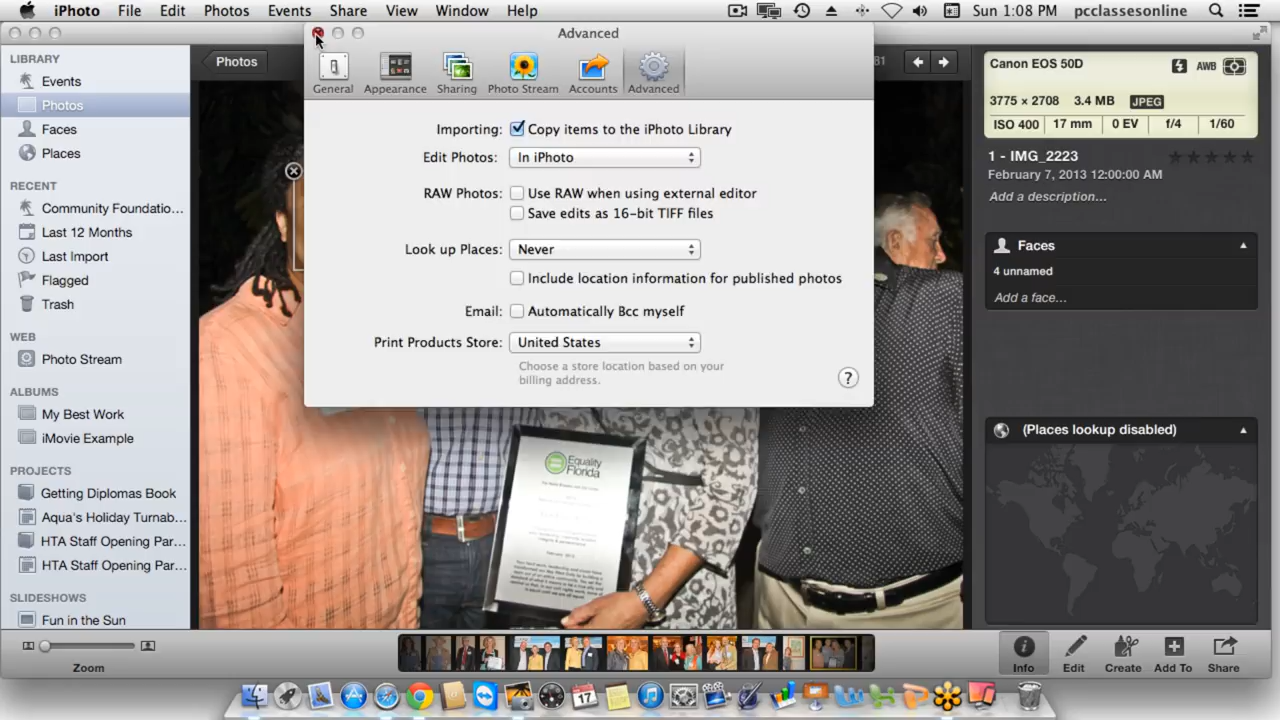 iPhoto File Edit Photos Events Share View Window Help Sun 1:08 PM pcclassesonline
Advanced
General Appearance Sharing Photo Stream Accounts Advanced
Importing: Copy items to the iPhoto Library
Edit Photos: In iPhoto
RAW Photos: Use RAW when using external editor
Save edits as 16-bit TIFF files
Look up Places: Never
Include location information for published photos
Email: Automatically Bcc myself
Print Products Store: United States
Choose a store location based on your
billing address.
?
LIBRARY
Events
Photos
Faces
Places
RECENT
Community Foundatio...
Last 12 Months
Last Import
Flagged
Trash
WEB
Photo Stream
ALBUMS
My Best Work
iMovie Example
PROJECTS
Getting Diplomas Book
Aqua's Holiday Turnab...
HTA Staff Opening Par...
HTA Staff Opening Par...
SLIDESHOWS
Fun in the Sun
Zoom
Photos
81
Equality
Florida
Canon EOS 50D AWB
3775 × 2708 3.4 MB JPEG
ISO 400 17 mm 0 EV f/4 1/60
1 - IMG_2223
February 7, 2013 12:00:00 AM
Add a description...
Faces
4 unnamed
Add a face...
(Places lookup disabled)
Info Edit Create Add To Share
17